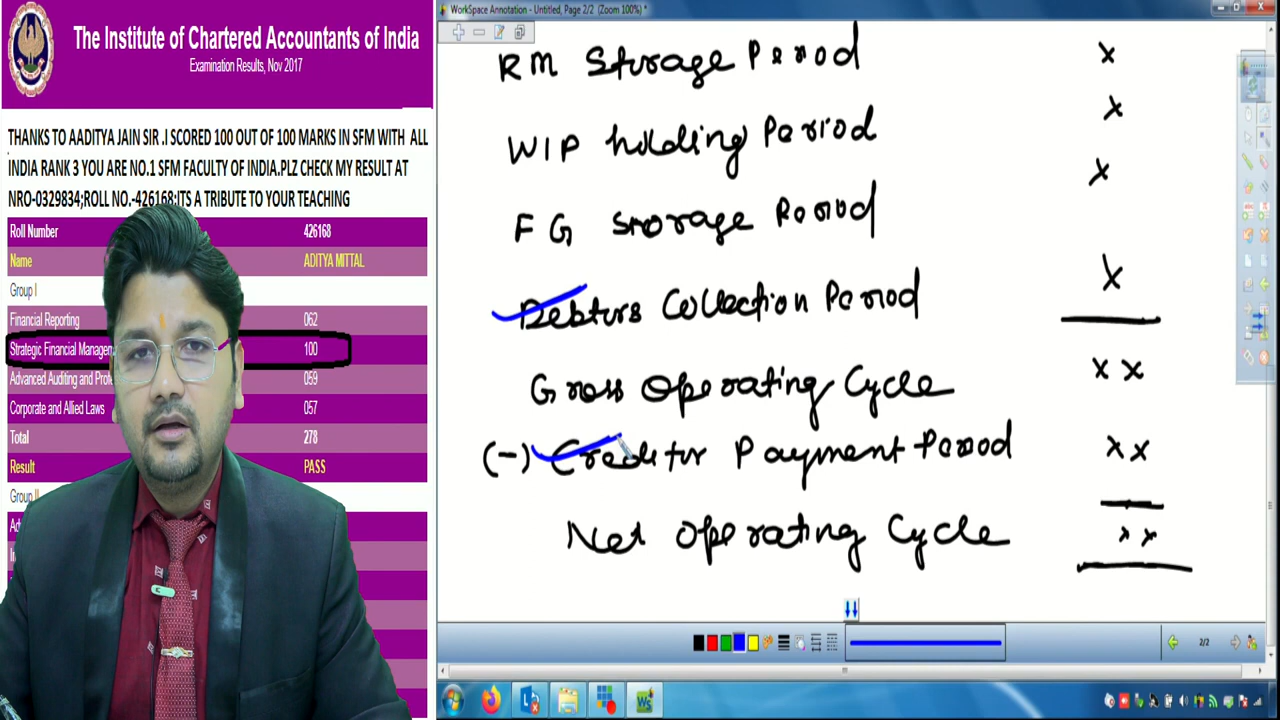 The Institute of Chartered Accountants of India
Examination Results, Nov 2017
THANKS TO AADITYA JAIN SIR .I SCORED 100 OUT OF 100 MARKS IN SFM WITH ALL
INDIA RANK 3 YOU ARE NO.1 SFM FACULTY OF INDIA.PLZ CHECK MY RESULT AT
NRO-0329834;ROLL NO.-426168;ITS A TRIBUTE TO YOUR TEACHING
Roll Number 426168
Name ADITYA MITTAL
Group I
Financial Reporting 062
Strategic Financial Managem 100
Advanced Auditing and Prof 059
Corporate and Allied Laws 057
Total 278
Result PASS
Group II
WorkSpace Annotation - Untitled, Page 2/2 (Zoom 100%) *
RM Storage Period x
WIP holding Period x
FG Storage Period x
Debtors Collection Period x
Gross Operating Cycle x x
(-) Creditor Payment Period x x
Net Operating Cycle x x
2/2